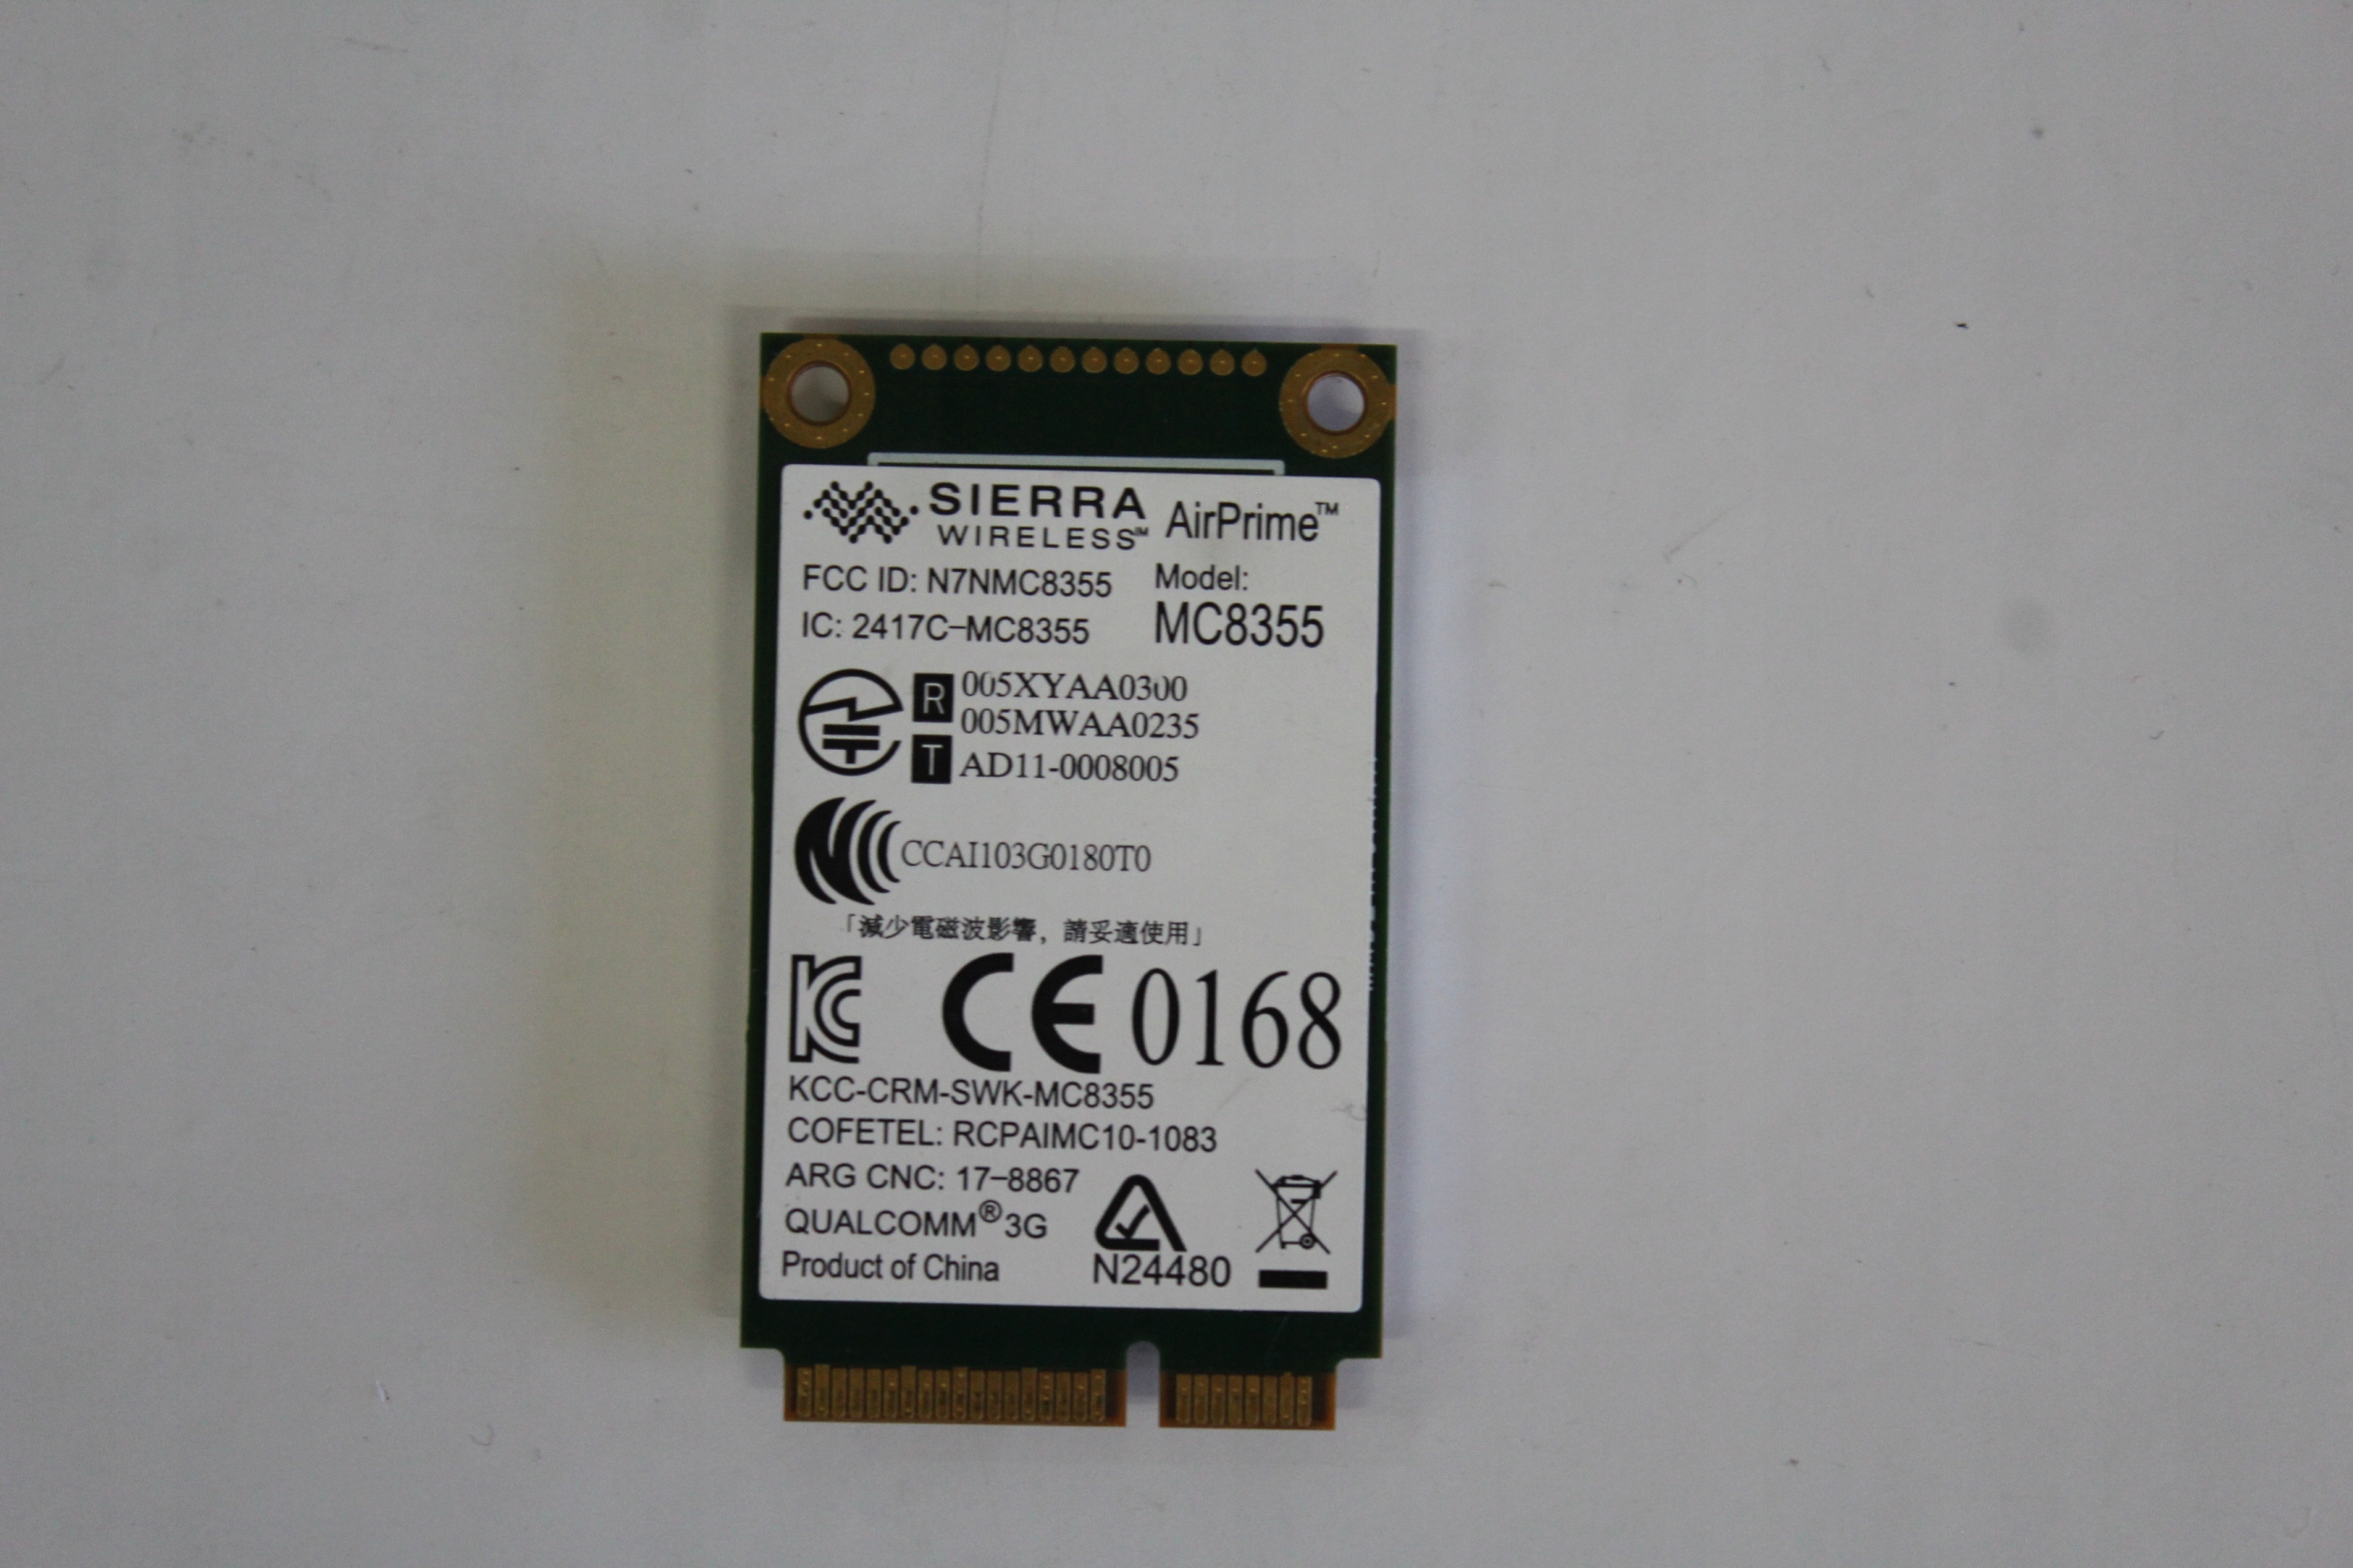 SIERRA
WIRELESS™ AirPrime™
FCC ID: N7NMC8355
Model:
IC: 2417C-MC8355
MC8355
R 005XYAA0300
005MWAA0235
T AD11-0008005
CCAI103G0180T0
「減少電磁波影響，請妥適使用」
CE 0168
KCC-CRM-SWK-MC8355
COFETEL: RCPAIMC10-1083
ARG CNC: 17-8867
QUALCOMM® 3G
Product of China
N24480